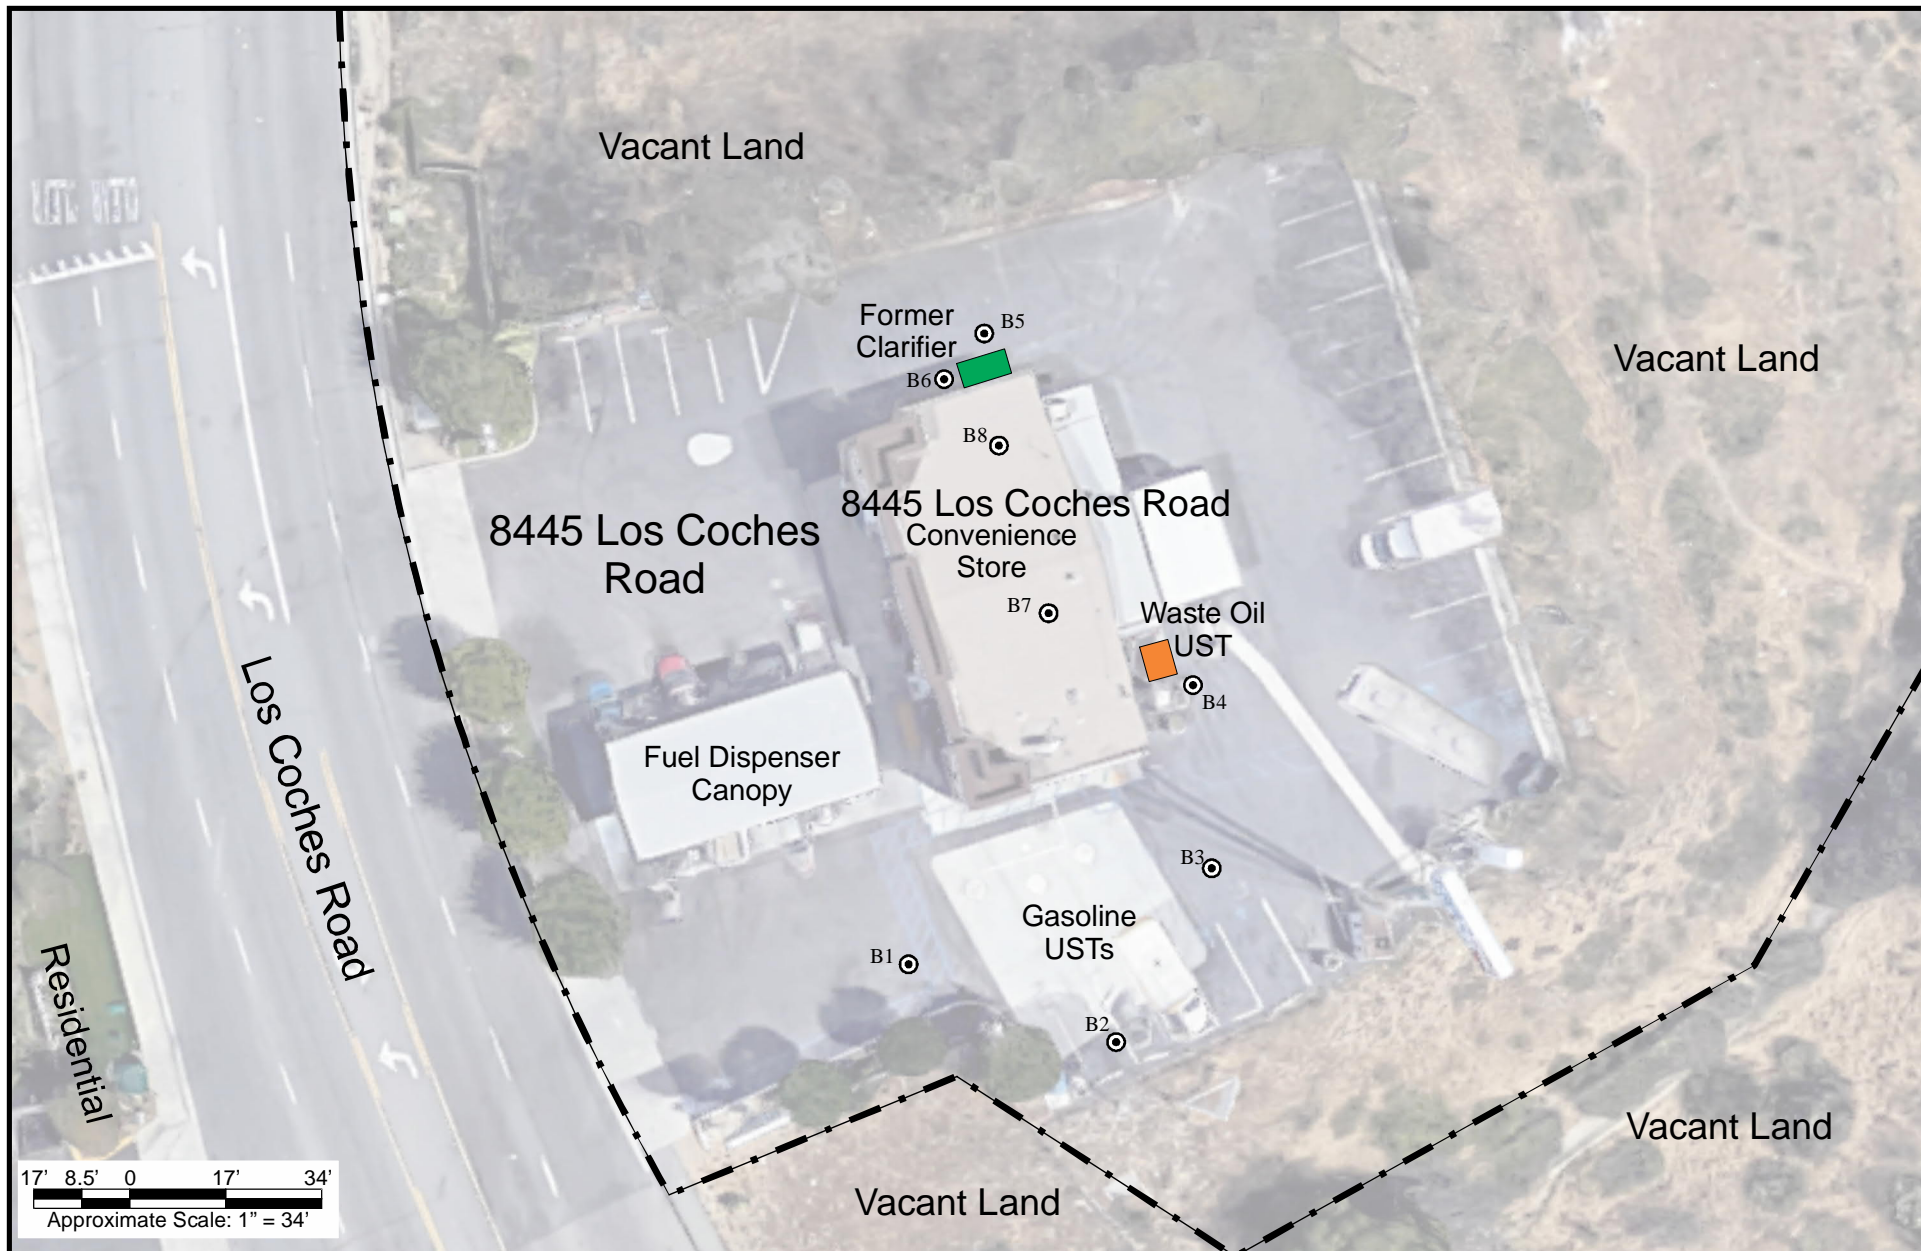 Vacant Land
Former
Clarifier
B5
B6
Vacant Land
B8
8445 Los Coches Road
Convenience
Store
8445 Los Coches
Road
B7
Waste Oil
UST
B4
Fuel Dispenser
Canopy
Los Coches Road
B3
Gasoline
USTs
B1
B2
Residential
Vacant Land
Vacant Land
17’ 8.5’ 0 17’ 34’
Approximate Scale: 1” = 34’